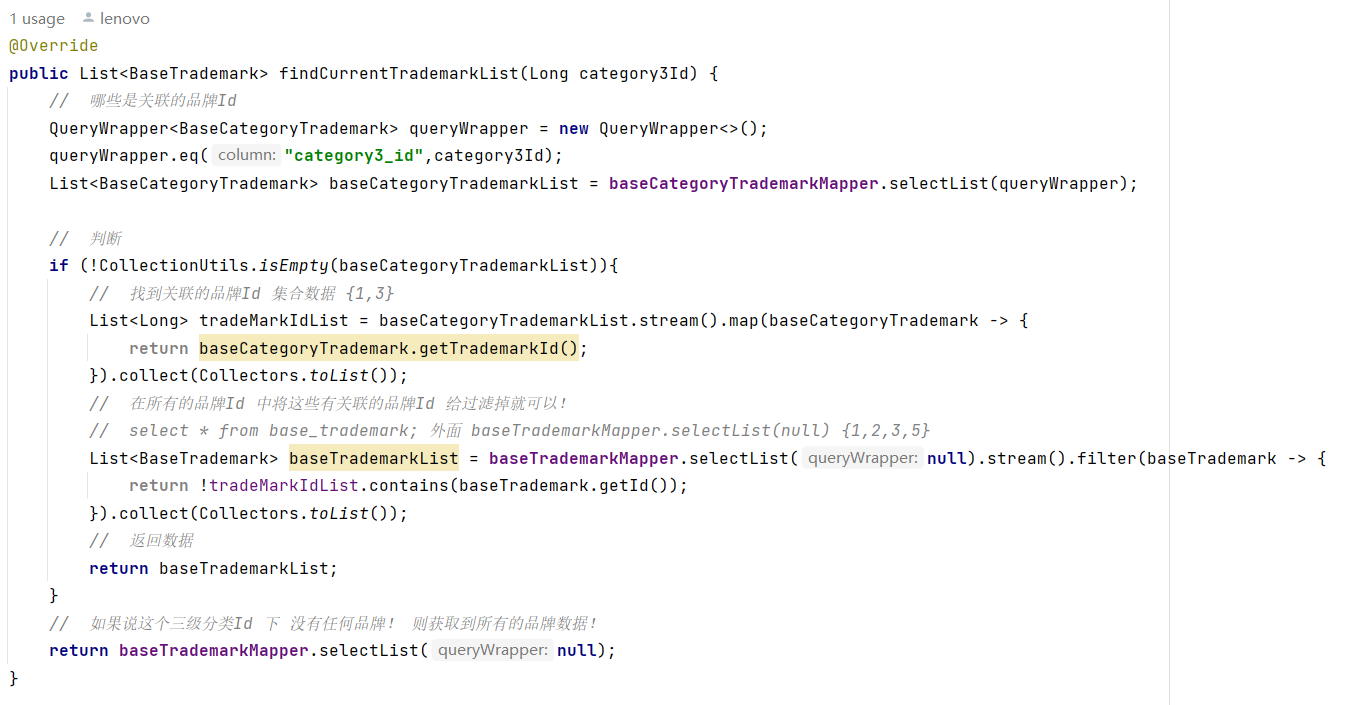 1 usage lenovo
@Override
public List<BaseTrademark> findCurrentTrademarkList(Long category3Id) {
// 哪些是关联的品牌Id
QueryWrapper<BaseCategoryTrademark> queryWrapper = new QueryWrapper<>();
queryWrapper.eq( column: "category3_id",category3Id);
List<BaseCategoryTrademark> baseCategoryTrademarkList = baseCategoryTrademarkMapper.selectList(queryWrapper);
// 判断
if (!CollectionUtils.isEmpty(baseCategoryTrademarkList)){
// 找到关联的品牌Id 集合数据 {1,3}
List<Long> tradeMarkIdList = baseCategoryTrademarkList.stream().map(baseCategoryTrademark -> {
return baseCategoryTrademark.getTrademarkId();
}).collect(Collectors.toList());
// 在所有的品牌Id 中将这些有关联的品牌Id 给过滤掉就可以！
// select * from base_trademark; 外面 baseTrademarkMapper.selectList(null) {1,2,3,5}
List<BaseTrademark> baseTrademarkList = baseTrademarkMapper.selectList( queryWrapper: null).stream().filter(baseTrademark -> {
return !tradeMarkIdList.contains(baseTrademark.getId());
}).collect(Collectors.toList());
// 返回数据
return baseTrademarkList;
}
// 如果说这个三级分类Id 下 没有任何品牌！ 则获取到所有的品牌数据！
return baseTrademarkMapper.selectList( queryWrapper: null);
}